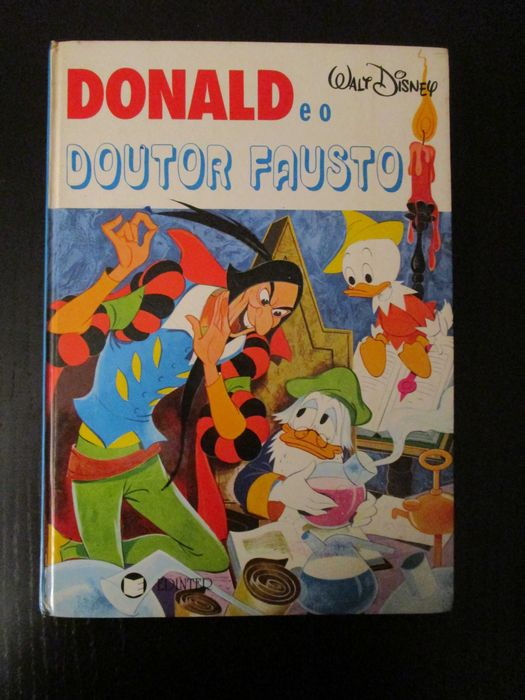 WALT DISNEY
DONALD e o
DOUTOR FAUSTO
EDINTER